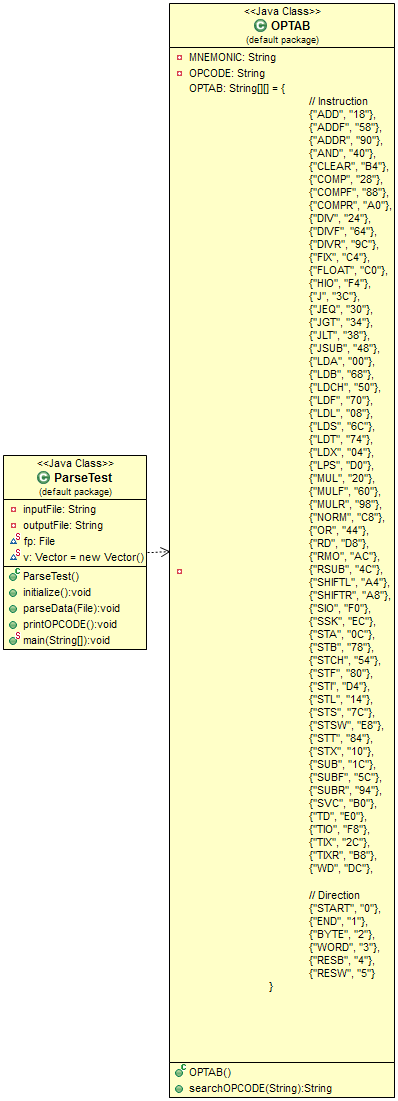 <<Java Class>>
OPTAB
(default package)
MNEMONIC: String
OPCODE: String
OPTAB: String[][] = {
// Instruction
{"ADD", "18"},
{"ADDF", "58"},
{"ADDR", "90"},
{"AND", "40"},
{"CLEAR", "B4"},
{"COMP", "28"},
{"COMPF", "88"},
{"COMPR", "A0"},
{"DIV", "24"},
{"DIVF", "64"},
{"DIVR", "9C"},
{"FIX", "C4"},
{"FLOAT", "C0"},
{"HIO", "F4"},
{"J", "3C"},
{"JEQ", "30"},
{"JGT", "34"},
{"JLT", "38"},
{"JSUB", "48"},
{"LDA", "00"},
{"LDB", "68"},
{"LDCH", "50"},
{"LDF", "70"},
{"LDL", "08"},
{"LDS", "6C"},
{"LDT", "74"},
{"LDX", "04"},
{"LPS", "D0"},
{"MUL", "20"},
{"MULF", "60"},
{"MULR", "98"},
{"NORM", "C8"},
{"OR", "44"},
{"RD", "D8"},
{"RMO", "AC"},
{"RSUB", "4C"},
{"SHIFTL", "A4"},
{"SHIFTR", "A8"},
{"SIO", "F0"},
{"SSK", "EC"},
{"STA", "0C"},
{"STB", "78"},
{"STCH", "54"},
{"STF", "80"},
{"STI", "D4"},
{"STL", "14"},
{"STS", "7C"},
{"STSW", "E8"},
{"STT", "84"},
{"STX", "10"},
{"SUB", "1C"},
{"SUBF", "5C"},
{"SUBR", "94"},
{"SVC", "B0"},
{"TD", "E0"},
{"TIO", "F8"},
{"TIX", "2C"},
{"TIXR", "B8"},
{"WD", "DC"},
// Direction
{"START", "0"},
{"END", "1"},
{"BYTE", "2"},
{"WORD", "3"},
{"RESB", "4"},
{"RESW", "5"}
}
OPTAB()
searchOPCODE(String):String
<<Java Class>>
ParseTest
(default package)
inputFile: String
outputFile: String
fp: File
v: Vector = new Vector()
ParseTest()
initialize():void
parseData(File):void
printOPCODE():void
main(String[]):void